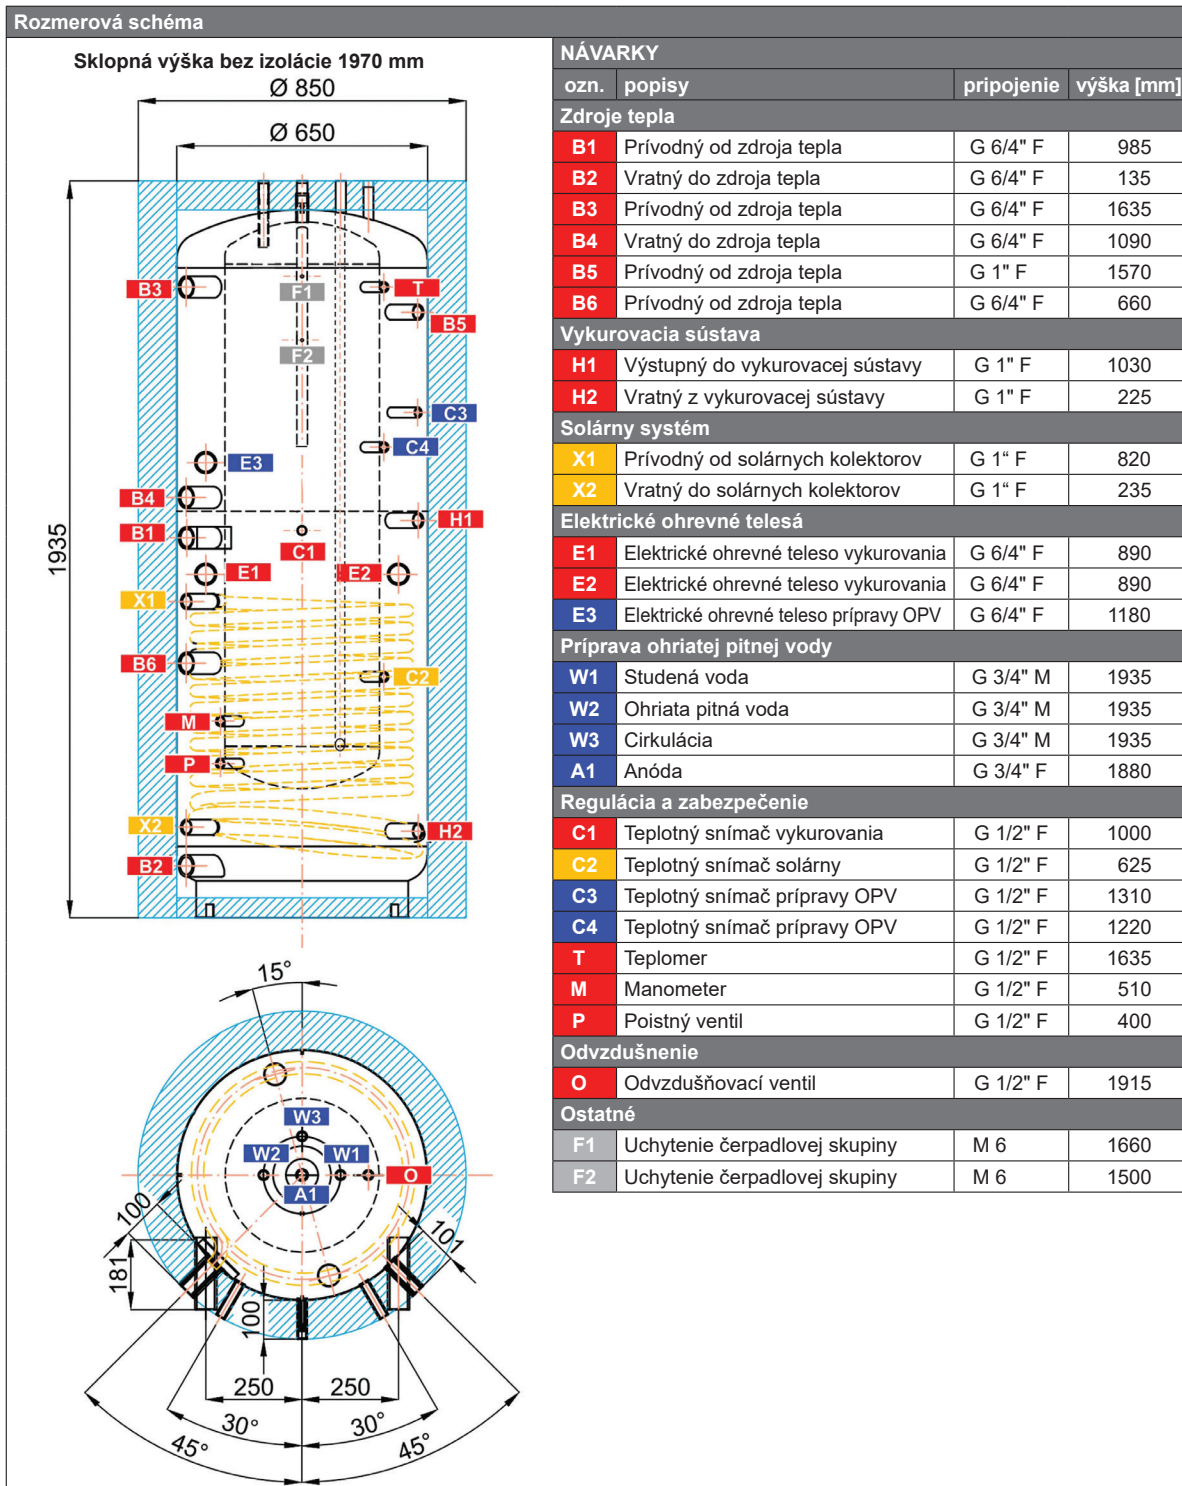 Rozmerová schéma
Sklopná výška bez izolácie 1970 mm
Ø 850
Ø 650
1935
B3
F1
T
B5
F2
C3
C4
E3
B4
H1
B1
C1
E1
E2
X1
B6
C2
M
P
X2
H2
B2
15°
W3
W2
W1
O
A1
100
101
181
100
250
250
30°
30°
45°
45°
NÁVARKY
ozn. popisy pripojenie výška [mm]
Zdroje tepla
B1 Prívodný od zdroja tepla G 6/4" F 985
B2 Vratný do zdroja tepla G 6/4" F 135
B3 Prívodný od zdroja tepla G 6/4" F 1635
B4 Vratný do zdroja tepla G 6/4" F 1090
B5 Prívodný od zdroja tepla G 1" F 1570
B6 Prívodný od zdroja tepla G 6/4" F 660
Vykurovacia sústava
H1 Výstupný do vykurovacej sústavy G 1" F 1030
H2 Vratný z vykurovacej sústavy G 1" F 225
Solárny systém
X1 Prívodný od solárnych kolektorov G 1“ F 820
X2 Vratný do solárnych kolektorov G 1“ F 235
Elektrické ohrevné telesá
E1 Elektrické ohrevné teleso vykurovania G 6/4" F 890
E2 Elektrické ohrevné teleso vykurovania G 6/4" F 890
E3 Elektrické ohrevné teleso prípravy OPV G 6/4" F 1180
Príprava ohriatej pitnej vody
W1 Studená voda G 3/4" M 1935
W2 Ohriata pitná voda G 3/4" M 1935
W3 Cirkulácia G 3/4" M 1935
A1 Anóda G 3/4" F 1880
Regulácia a zabezpečenie
C1 Teplotný snímač vykurovania G 1/2" F 1000
C2 Teplotný snímač solárny G 1/2" F 625
C3 Teplotný snímač prípravy OPV G 1/2" F 1310
C4 Teplotný snímač prípravy OPV G 1/2" F 1220
T Teplomer G 1/2" F 1635
M Manometer G 1/2" F 510
P Poistný ventil G 1/2" F 400
Odvzdušnenie
O Odvzdušňovací ventil G 1/2" F 1915
Ostatné
F1 Uchytenie čerpadlovej skupiny M 6 1660
F2 Uchytenie čerpadlovej skupiny M 6 1500